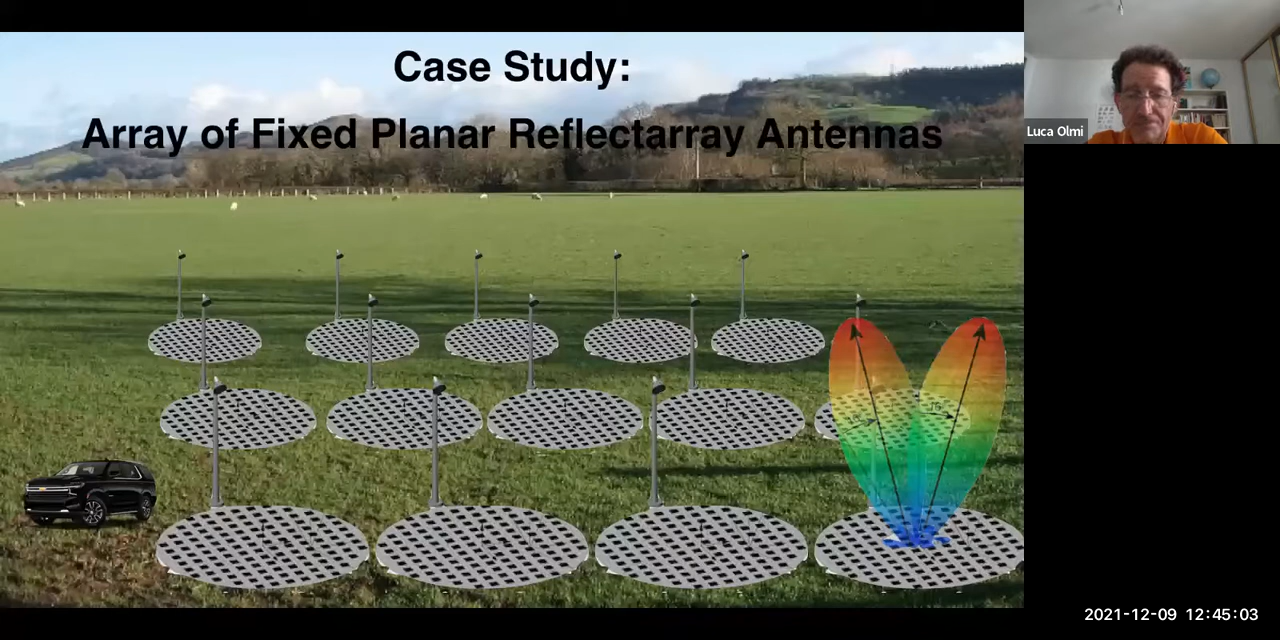 Case Study:
Array of Fixed Planar Reflectarray Antennas
Luca Olmi
2021-12-09 12:45:03